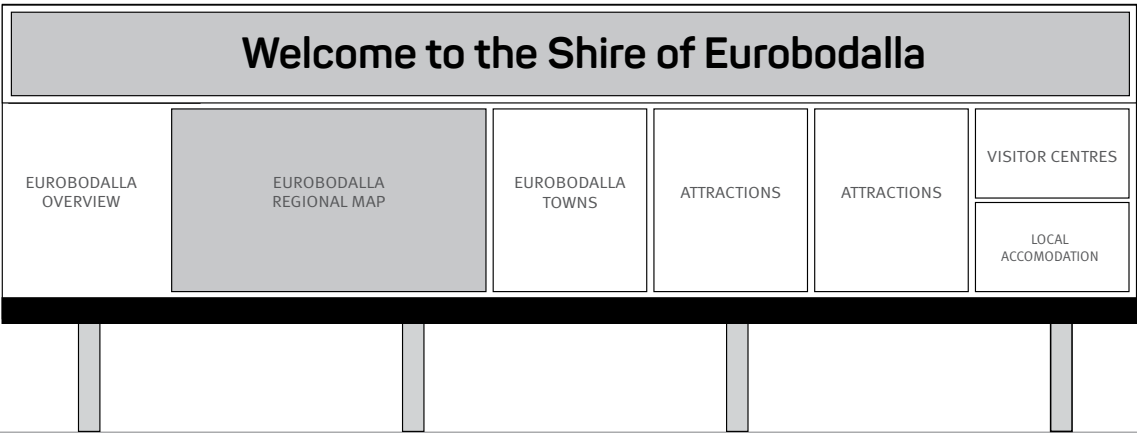 Welcome to the Shire of Eurobodalla
EUROBODALLA
OVERVIEW
EUROBODALLA
REGIONAL MAP
EUROBODALLA
TOWNS
ATTRACTIONS
ATTRACTIONS
VISITOR CENTRES
LOCAL
ACCOMODATION